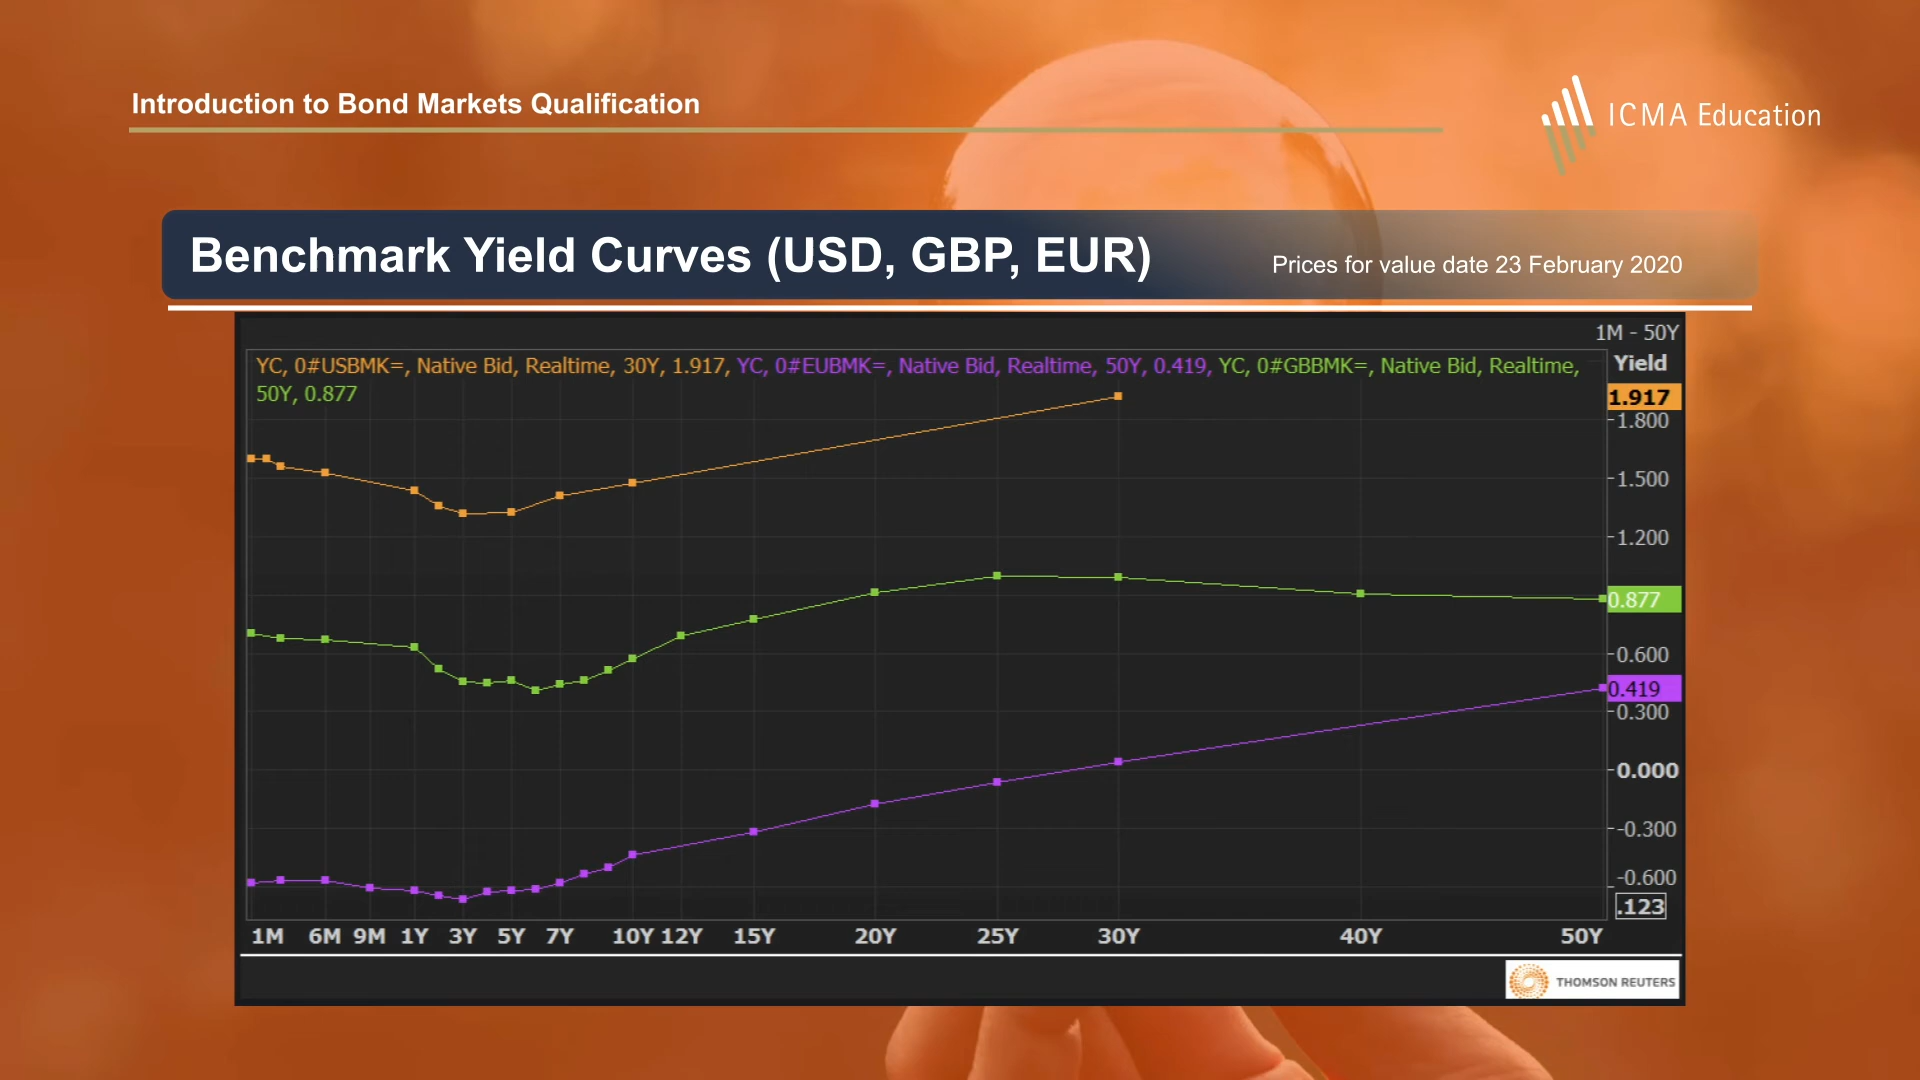 Introduction to Bond Markets Qualification
ICMA Education
Benchmark Yield Curves (USD, GBP, EUR)
Prices for value date 23 February 2020
1M - 50Y
YC, 0#USBMK=, Native Bid, Realtime, 30Y, 1.917, YC, 0#EUBMK=, Native Bid, Realtime, 50Y, 0.419, YC, 0#GBBMK=, Native Bid, Realtime,
50Y, 0.877
Yield
1.917
1.800
1.500
1.200
0.877
0.600
0.419
0.300
0.000
-0.300
-0.600
.123
1M 6M 9M 1Y 3Y 5Y 7Y 10Y 12Y 15Y 20Y 25Y 30Y 40Y 50Y
THOMSON REUTERS